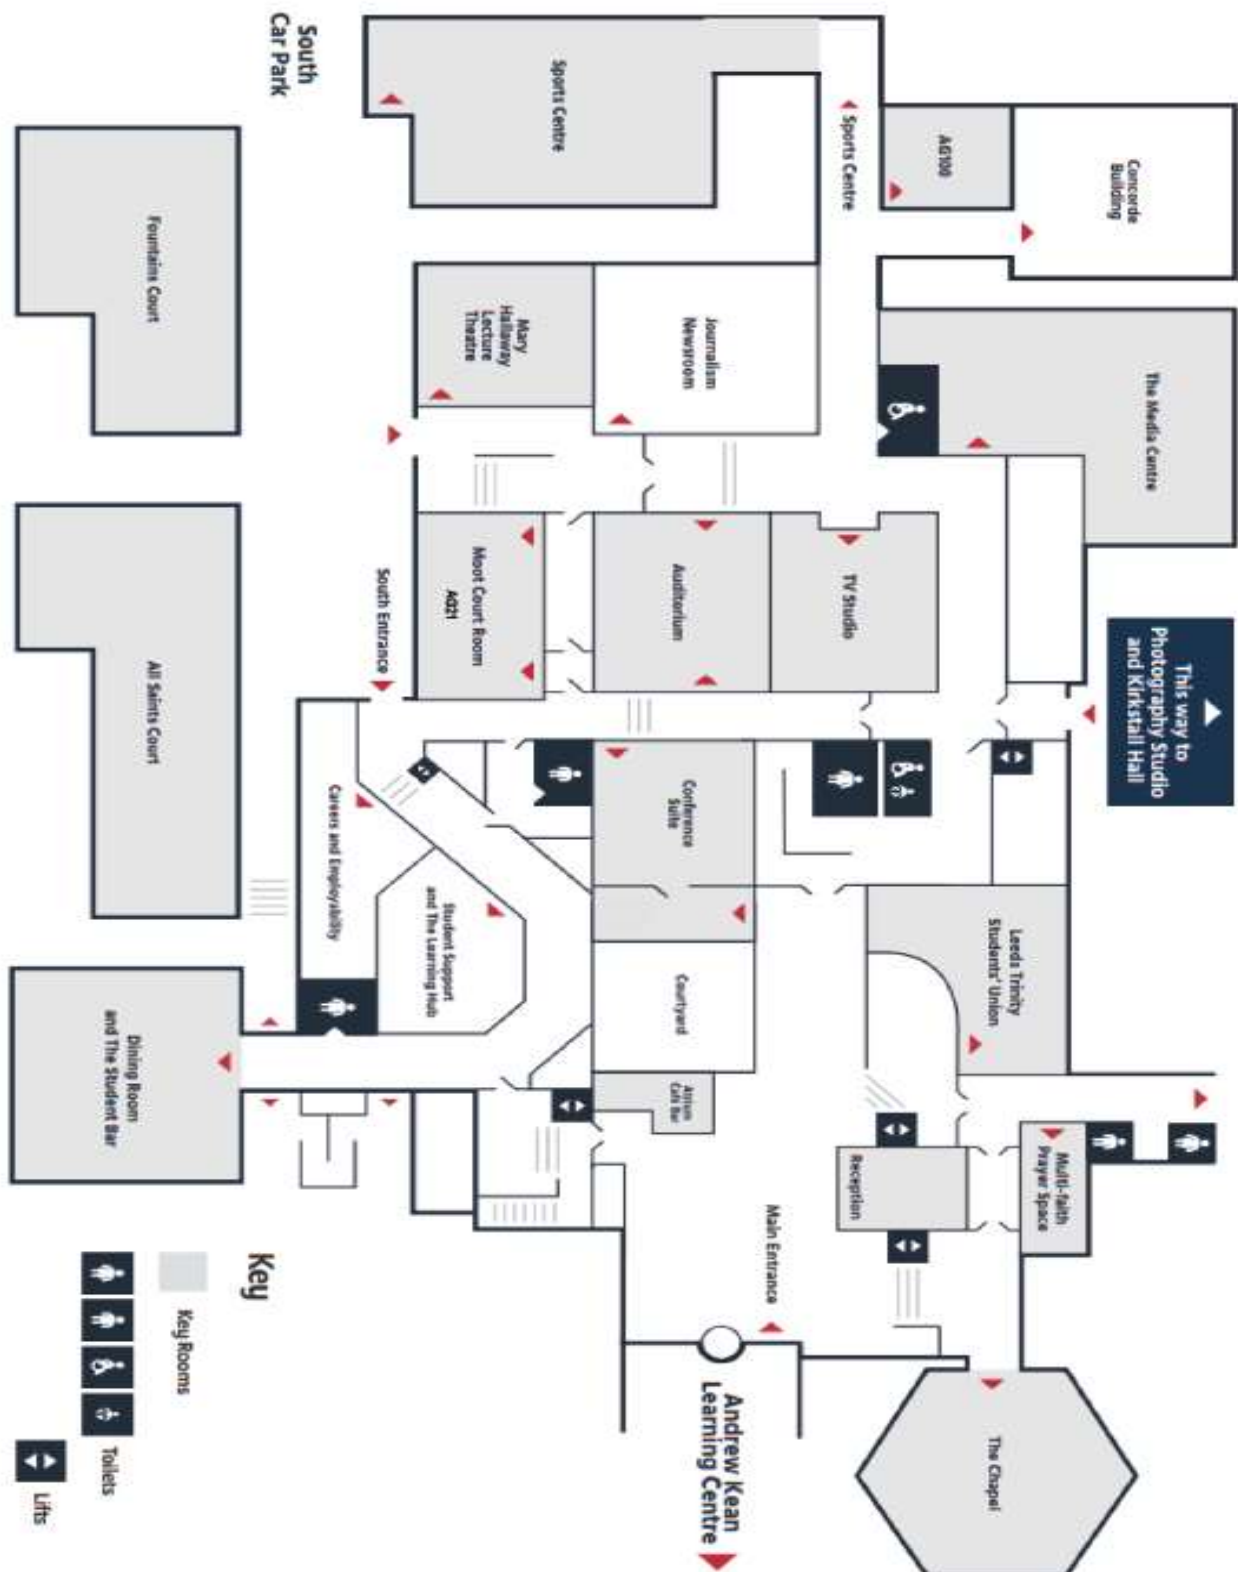 This way to
Photography Studio
and Kirkstall Hall
Concorde
Building
The Media Centre
AG100
Sports Centre
Leeds Trinity
Students' Union
Multi-faith
Prayer Space
The Chapel
TV Studio
Reception
Journalism
Newsroom
Auditorium
Conference
Suite
Courtyard
Atrium
Café Bar
Main Entrance
Andrew Kean
Learning Centre
Sports Centre
Mary
Hallaway
Lecture
Theatre
Moot Court Room
AG21
Student Support
and The Learning Hub
South Entrance
Careers and Employability
South
Car Park
Fountains Court
All Saints Court
Dining Room
and The Student Bar
Key
Key Rooms
Toilets
Lifts